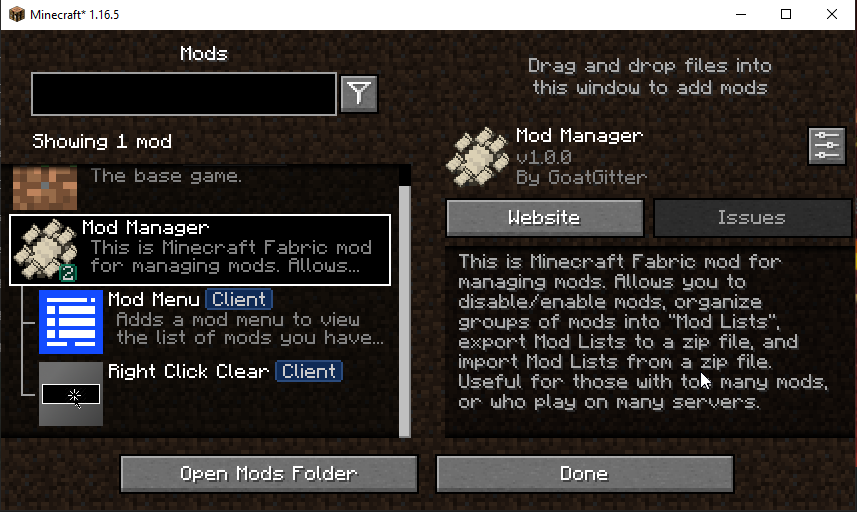 Minecraft* 1.16.5
Mods
Drag and drop files into
this window to add mods
Showing 1 mod
The base game.
Mod Manager
This is Minecraft Fabric mod
for managing mods. Allows...
2
Mod Menu Client
Adds a mod menu to view
the list of mods you have...
Right Click Clear Client
Mod Manager
v1.0.0
By GoatGitter
Website
Issues
This is Minecraft Fabric mod for
managing mods. Allows you to
disable/enable mods, organize
groups of mods into "Mod Lists",
export Mod Lists to a zip file, and
import Mod Lists from a zip file.
Useful for those with too many mods,
or who play on many servers.
Open Mods Folder
Done